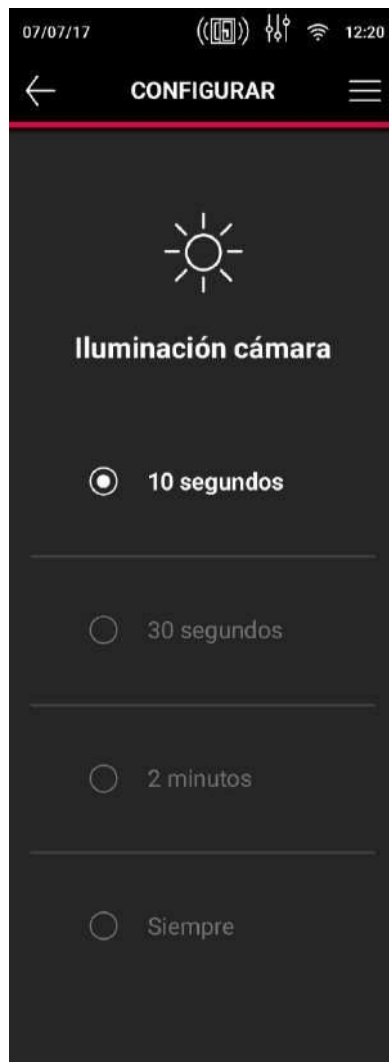 07/07/17 12:20
CONFIGURAR
Iluminación cámara
10 segundos
30 segundos
2 minutos
Siempre